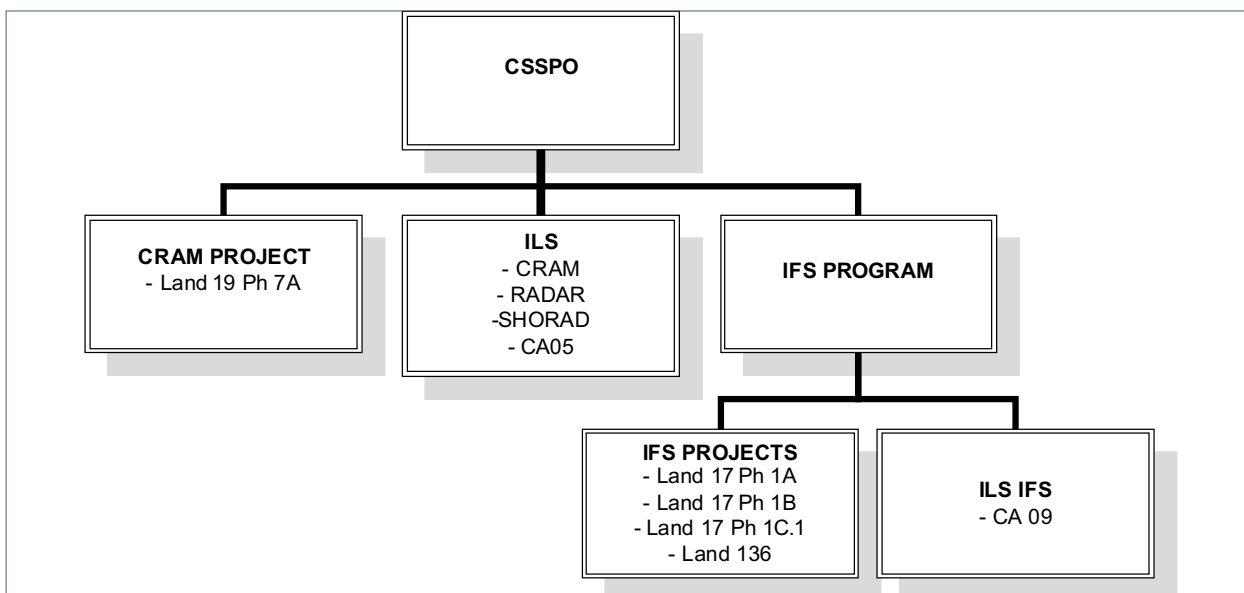 CSSPO
CRAM PROJECT
- Land 19 Ph 7A
ILS
- CRAM
- RADAR
-SHORAD
- CA05
IFS PROGRAM
IFS PROJECTS
- Land 17 Ph 1A
- Land 17 Ph 1B
- Land 17 Ph 1C.1
- Land 136
ILS IFS
- CA 09